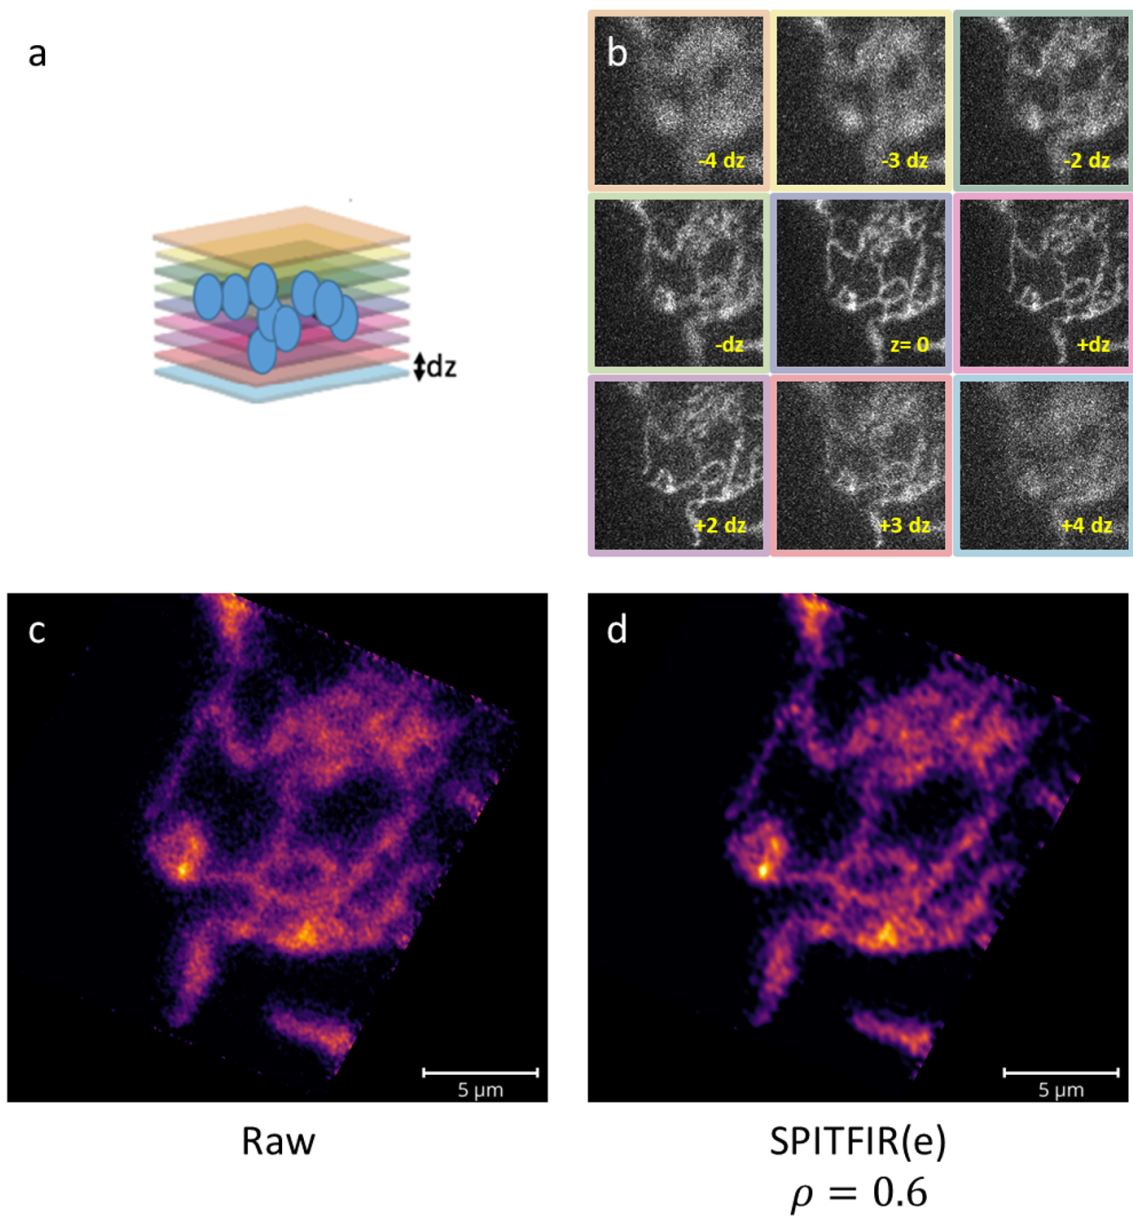 a
dz
b
-4 dz
-3 dz
-2 dz
-dz
z= 0
+dz
+2 dz
+3 dz
+4 dz
c
5 µm
d
5 µm
Raw
SPITFIR(e)
ρ = 0.6